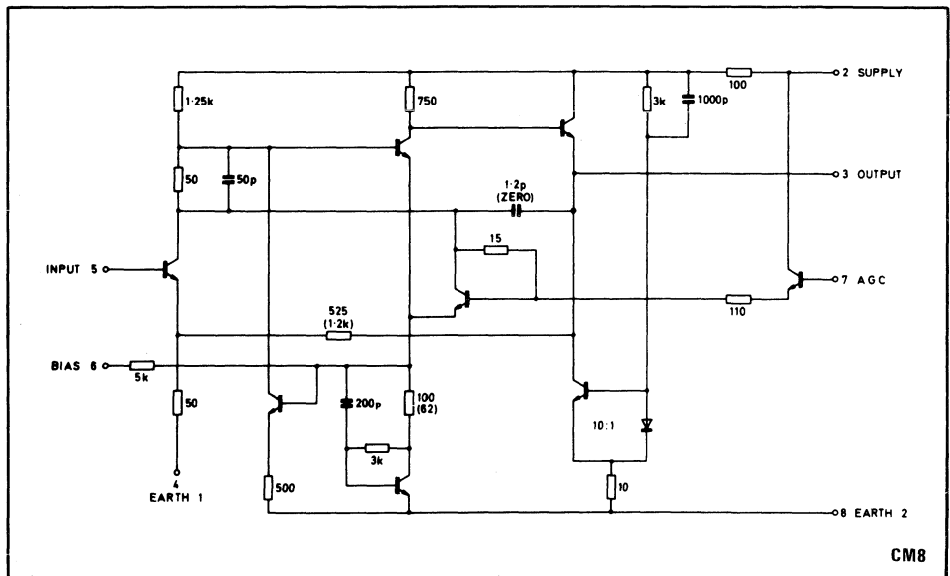 1·25k
750
3k
1000p
100
2 SUPPLY
50
50p
3 OUTPUT
1·2p
(ZERO)
15
INPUT 5
7 AGC
110
525
(1·2k)
BIAS 6
5k
50
200p
100
(62)
10:1
3k
4
EARTH 1
500
10
8 EARTH 2
CM8